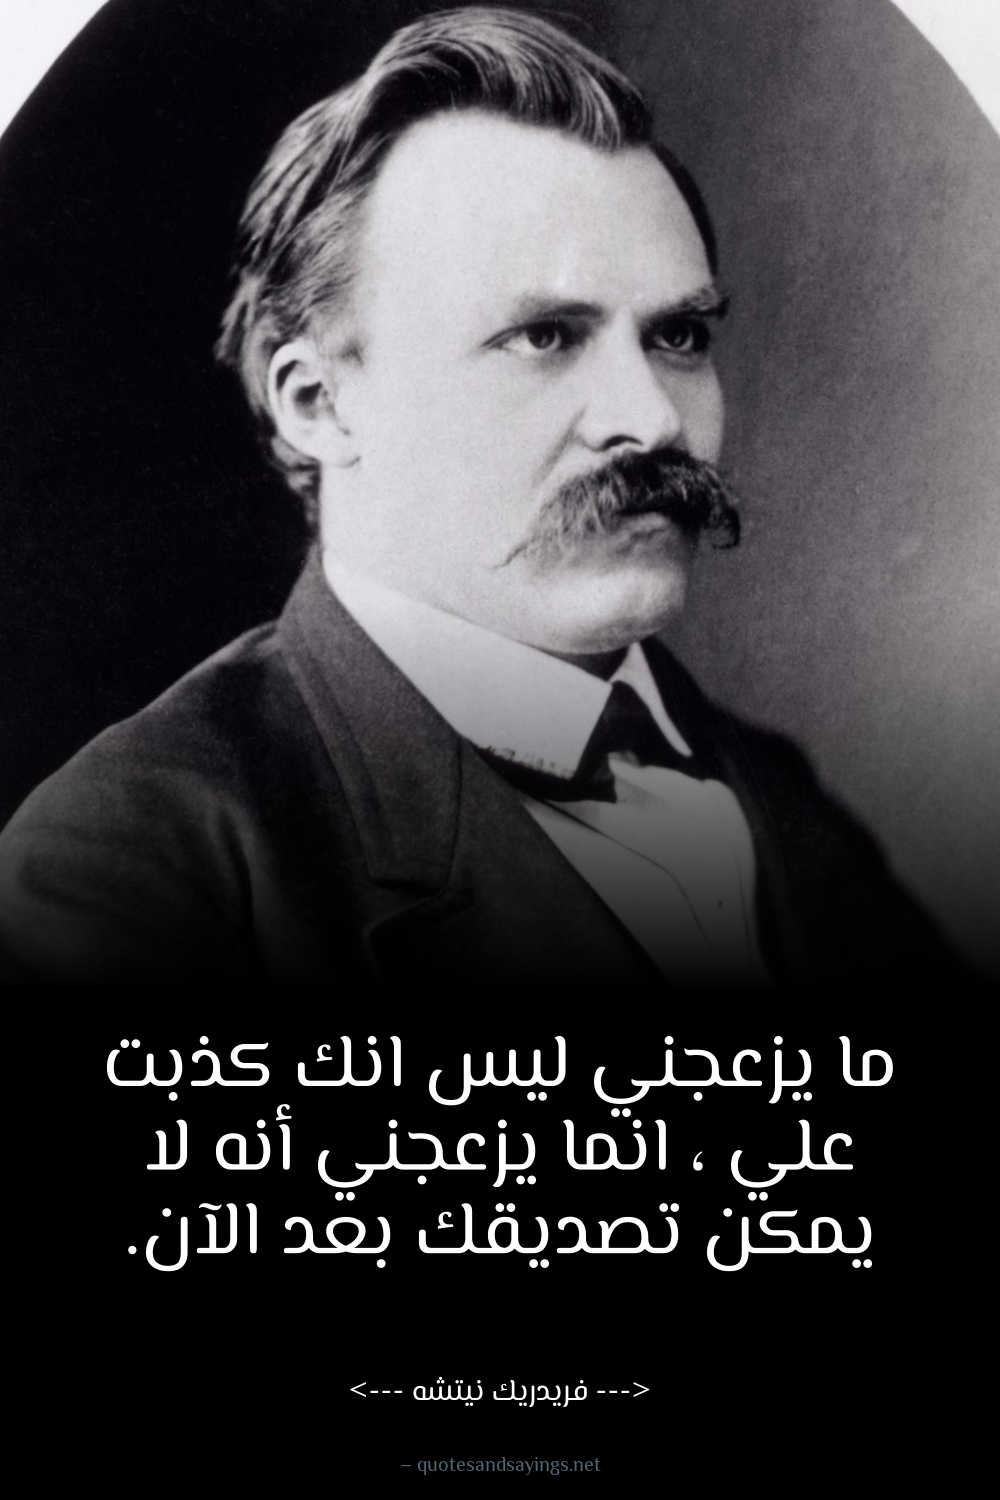 ما يزعجني ليس انك كذبت
علي ، انما يزعجني أنه لا
يمكن تصديقك بعد الآن.
<--- فريدريك نيتشه --->
– quotesandsayings.net